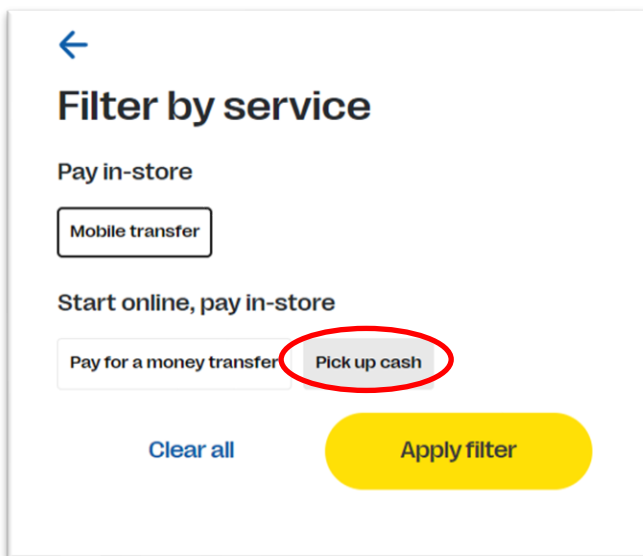 Filter by service
Pay in-store
Mobile transfer
Start online, pay in-store
Pay for a money transfer Pick up cash
Clear all Apply filter